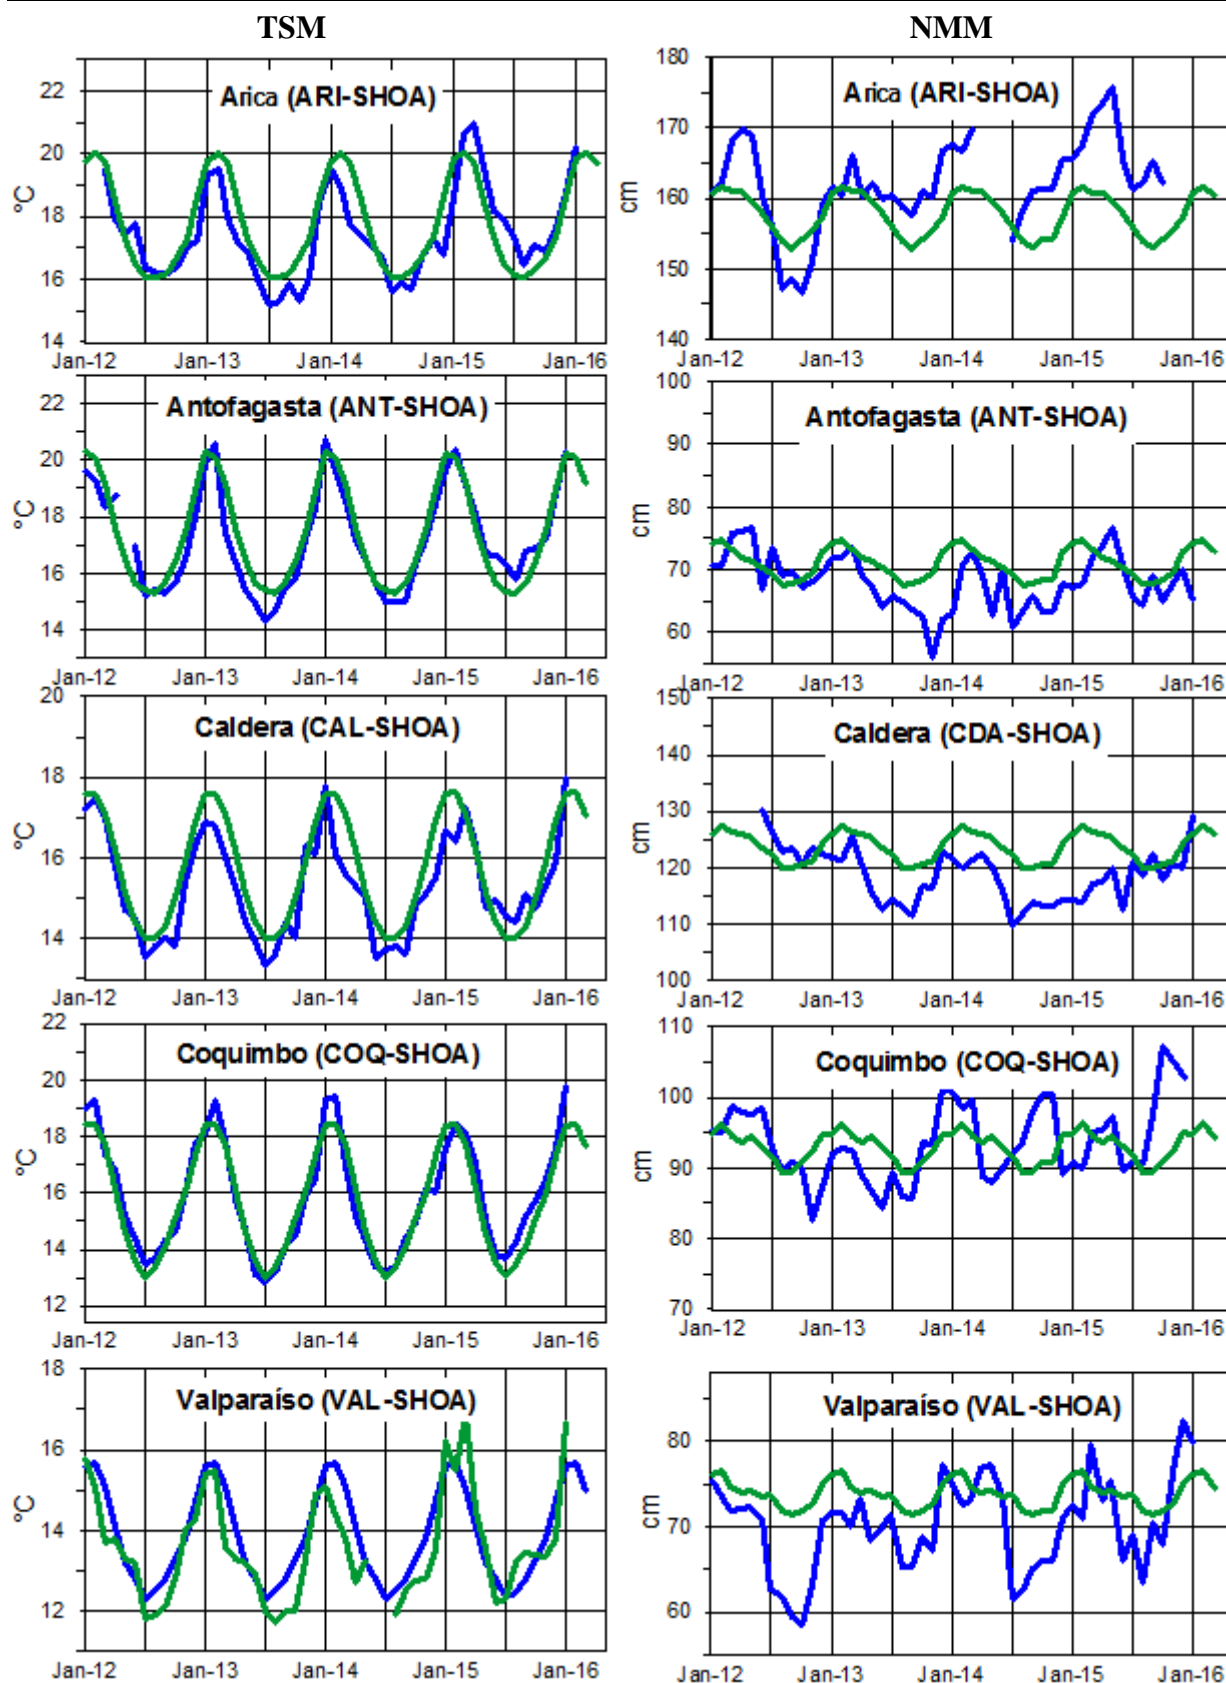 TSM
NMM
Arica (ARI-SHOA)
°C
22
20
18
16
14
Jan-12 Jan-13 Jan-14 Jan-15 Jan-16
Arica (ARI-SHOA)
cm
180
170
160
150
140
Jan-12 Jan-13 Jan-14 Jan-15 Jan-16
Antofagasta (ANT-SHOA)
°C
22
20
18
16
14
Jan-12 Jan-13 Jan-14 Jan-15 Jan-16
Antofagasta (ANT-SHOA)
cm
100
90
80
70
60
Jan-12 Jan-13 Jan-14 Jan-15 Jan-16
Caldera (CAL-SHOA)
°C
20
18
16
14
Jan-12 Jan-13 Jan-14 Jan-15 Jan-16
Caldera (CDA-SHOA)
cm
150
140
130
120
110
100
Jan-12 Jan-13 Jan-14 Jan-15 Jan-16
Coquimbo (COQ-SHOA)
°C
22
20
18
16
14
12
Jan-12 Jan-13 Jan-14 Jan-15 Jan-16
Coquimbo (COQ-SHOA)
cm
110
100
90
80
70
Jan-12 Jan-13 Jan-14 Jan-15 Jan-16
Valparaíso (VAL-SHOA)
°C
18
16
14
12
Jan-12 Jan-13 Jan-14 Jan-15 Jan-16
Valparaíso (VAL-SHOA)
cm
80
70
60
Jan-12 Jan-13 Jan-14 Jan-15 Jan-16